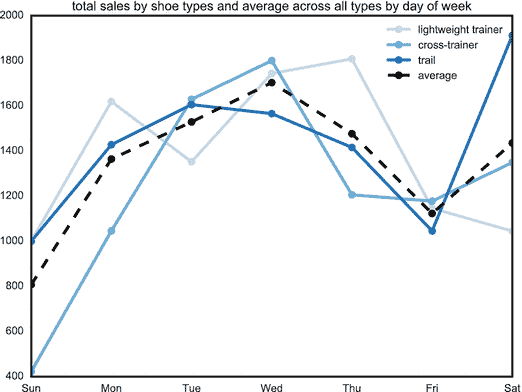 total sales by shoe types and average across all types by day of week
2000
lightweight trainer
cross-trainer
trail
average
1800
1600
1400
1200
1000
800
600
400
Sun Mon Tue Wed Thu Fri Sat